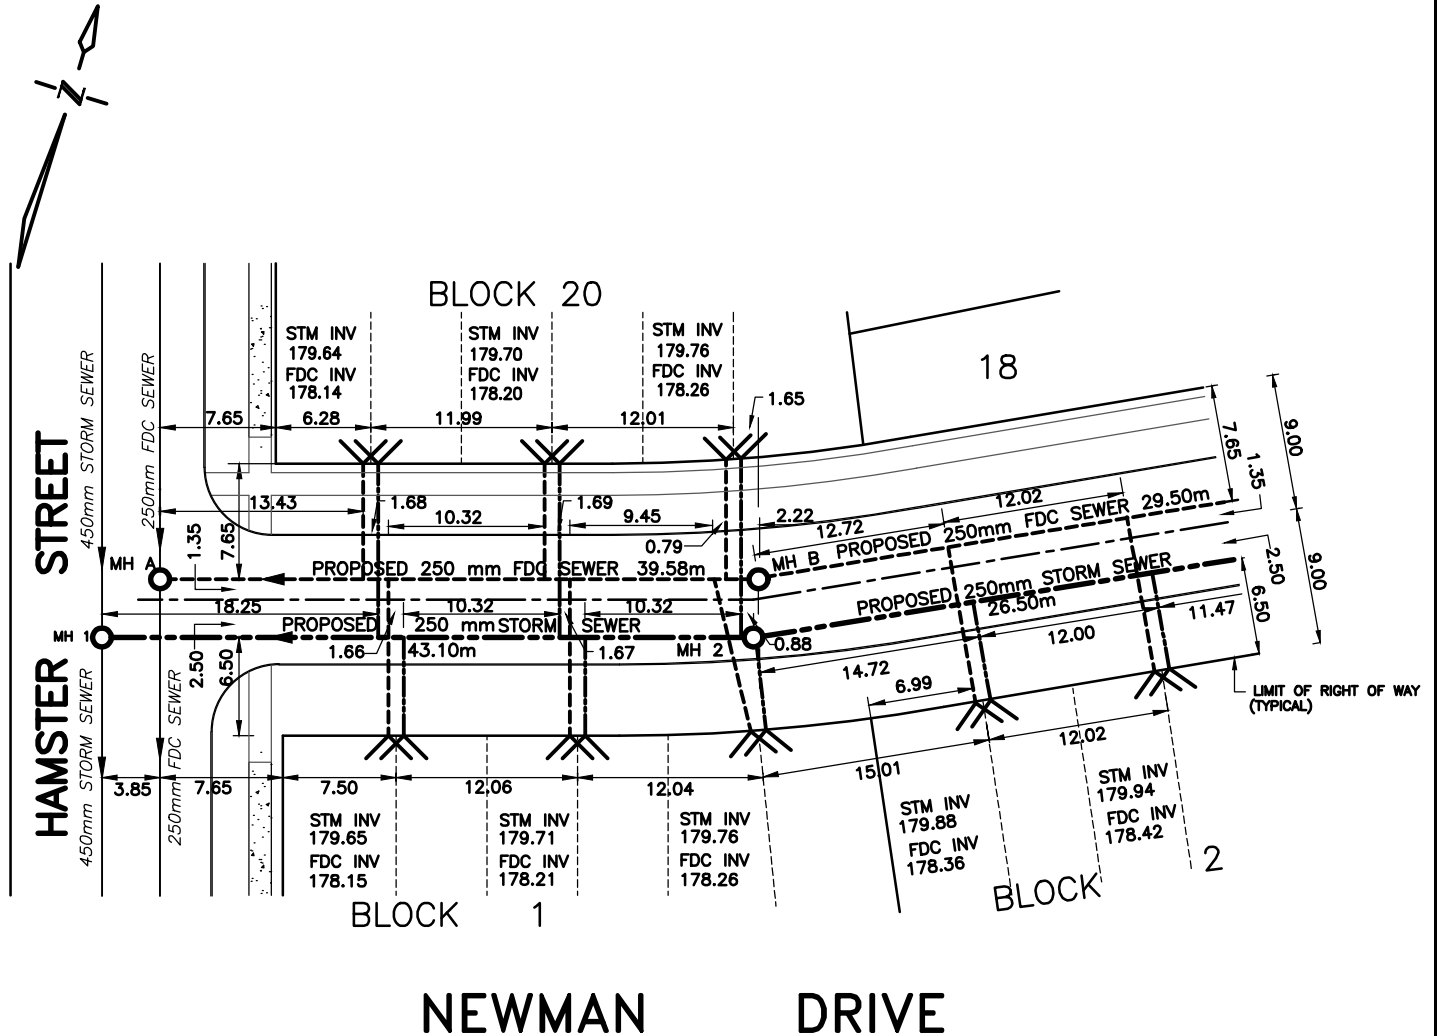 N
BLOCK 20
STM INV
179.64
FDC INV
178.14
STM INV
179.70
FDC INV
178.20
STM INV
179.76
FDC INV
178.26
18
1.65
7.65
6.28
11.99
12.01
450mm STORM SEWER
250mm FDC SEWER
HAMSTER STREET
13.43
1.68
10.32
1.69
9.45
0.79
2.22
12.72
12.02
7.65
1.35
9.00
1.35
7.65
MH A
PROPOSED 250 mm FDC SEWER 39.58m
MH B
PROPOSED 250mm FDC SEWER 29.50m
18.25
10.32
10.32
MH 1
PROPOSED 250 mm STORM SEWER
43.10m
1.66
1.67
MH 2
0.88
PROPOSED 250mm STORM SEWER
26.50m
2.50
6.50
9.00
11.47
12.00
14.72
6.99
2.50
6.50
LIMIT OF RIGHT OF WAY
(TYPICAL)
450mm STORM SEWER
250mm FDC SEWER
3.85
7.65
7.50
12.06
12.04
15.01
12.02
STM INV
179.65
FDC INV
178.15
STM INV
179.71
FDC INV
178.21
STM INV
179.76
FDC INV
178.26
STM INV
179.88
FDC INV
178.36
STM INV
179.94
FDC INV
178.42
BLOCK 1
BLOCK 2
NEWMAN DRIVE